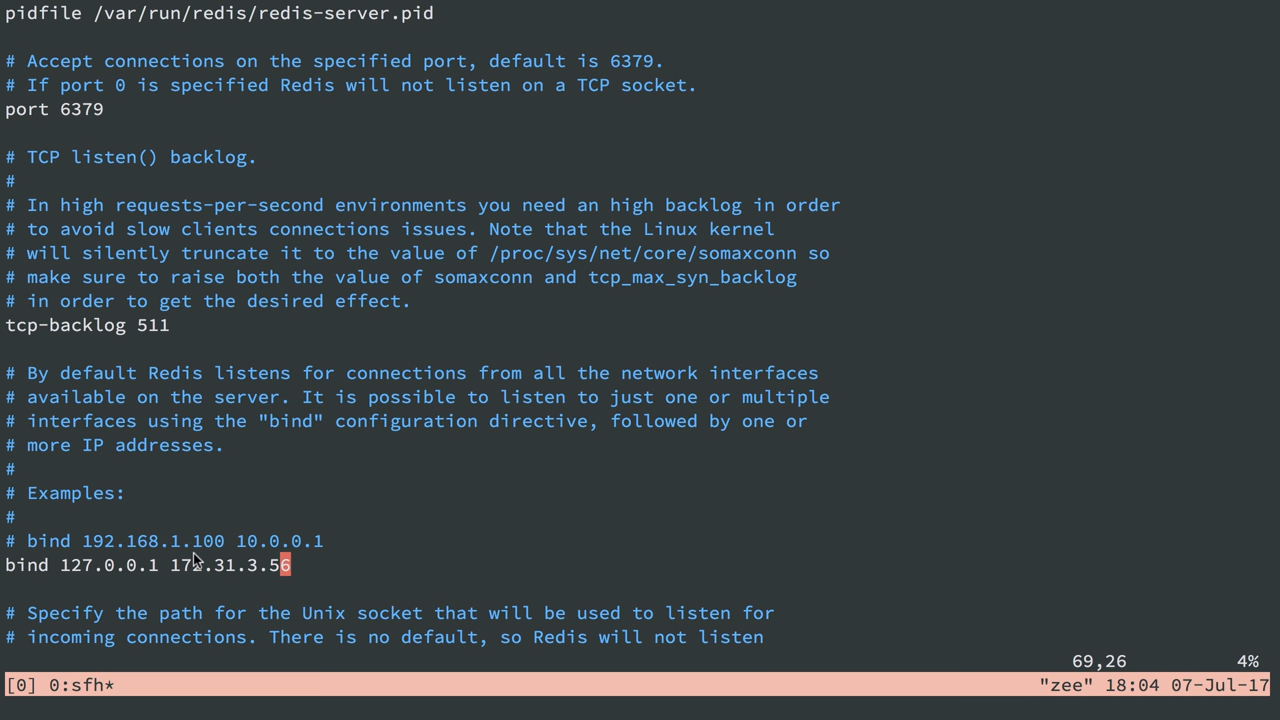 pidfile /var/run/redis/redis-server.pid
# Accept connections on the specified port, default is 6379.
# If port 0 is specified Redis will not listen on a TCP socket.
port 6379
# TCP listen() backlog.
#
# In high requests-per-second environments you need an high backlog in order
# to avoid slow clients connections issues. Note that the Linux kernel
# will silently truncate it to the value of /proc/sys/net/core/somaxconn so
# make sure to raise both the value of somaxconn and tcp_max_syn_backlog
# in order to get the desired effect.
tcp-backlog 511
# By default Redis listens for connections from all the network interfaces
# available on the server. It is possible to listen to just one or multiple
# interfaces using the "bind" configuration directive, followed by one or
# more IP addresses.
#
# Examples:
#
# bind 192.168.1.100 10.0.0.1
bind 127.0.0.1 172.31.3.56
# Specify the path for the Unix socket that will be used to listen for
# incoming connections. There is no default, so Redis will not listen
69,26 4%
[0] 0:sfh* "zee" 18:04 07-Jul-17